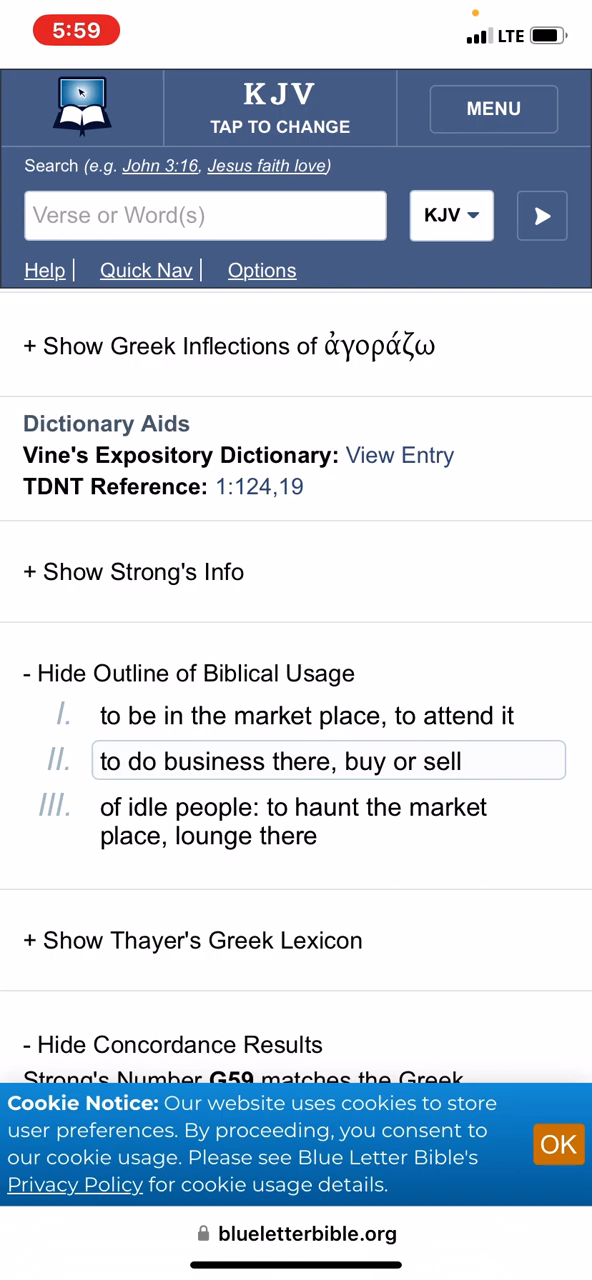 5:59
LTE
KJV
TAP TO CHANGE
MENU
Search (e.g. John 3:16, Jesus faith love)
Verse or Word(s)
KJV
Help | Quick Nav | Options
+ Show Greek Inflections of ἀγοράζω
Dictionary Aids
Vine's Expository Dictionary: View Entry
TDNT Reference: 1:124,19
+ Show Strong's Info
- Hide Outline of Biblical Usage
I. to be in the market place, to attend it
II. to do business there, buy or sell
III. of idle people: to haunt the market
place, lounge there
+ Show Thayer's Greek Lexicon
- Hide Concordance Results
Strong's Number G59 matches the Greek
Cookie Notice: Our website uses cookies to store
user preferences. By proceeding, you consent to
our cookie usage. Please see Blue Letter Bible's
Privacy Policy for cookie usage details.
OK
blueletterbible.org